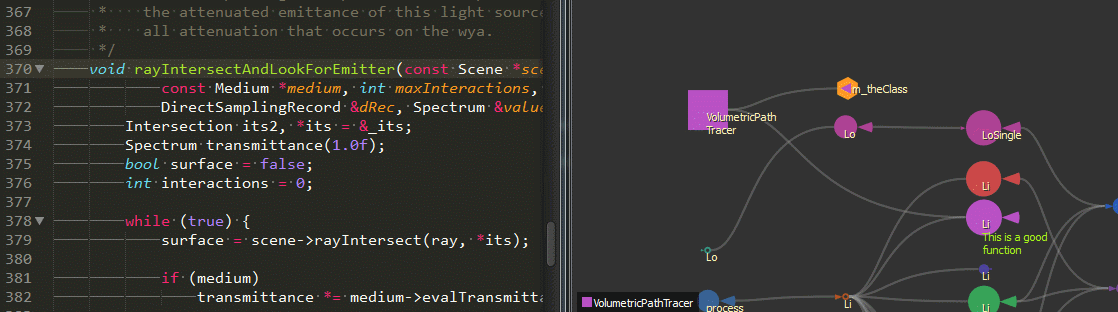 367 * the attenuated emittance of this light source
368 * all attenuation that occurs on the wya.
369 */
370 void rayIntersectAndLookForEmitter(const Scene *sce
371 const Medium *medium, int maxInteractions,
372 DirectSamplingRecord &dRec, Spectrum &value
373 Intersection its2, *its = &_its;
374 Spectrum transmittance(1.0f);
375 bool surface = false;
376 int interactions = 0;
377
378 while (true) {
379 surface = scene->rayIntersect(ray, *its);
380
381 if (medium)
382 transmittance *= medium->evalTransmitta
m_theClass
VolumetricPath
Tracer
Lo
LoSingle
Li
Li
This is a good
function
Lo
Li
VolumetricPathTracer
process
Li
Li